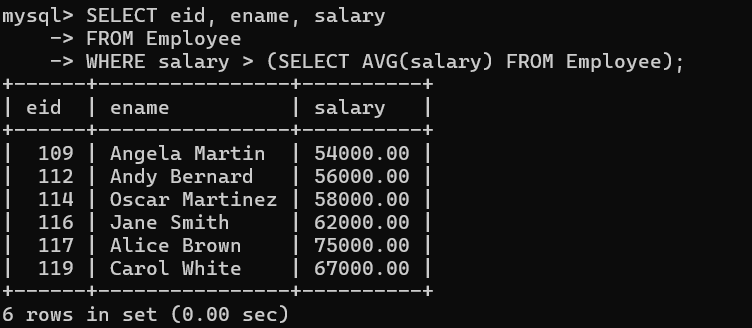 mysql> SELECT eid, ename, salary
    -> FROM Employee
    -> WHERE salary > (SELECT AVG(salary) FROM Employee);
+------+----------------+----------+
| eid  | ename          | salary   |
+------+----------------+----------+
|  109 | Angela Martin  | 54000.00 |
|  112 | Andy Bernard   | 56000.00 |
|  114 | Oscar Martinez | 58000.00 |
|  116 | Jane Smith     | 62000.00 |
|  117 | Alice Brown    | 75000.00 |
|  119 | Carol White    | 67000.00 |
+------+----------------+----------+
6 rows in set (0.00 sec)